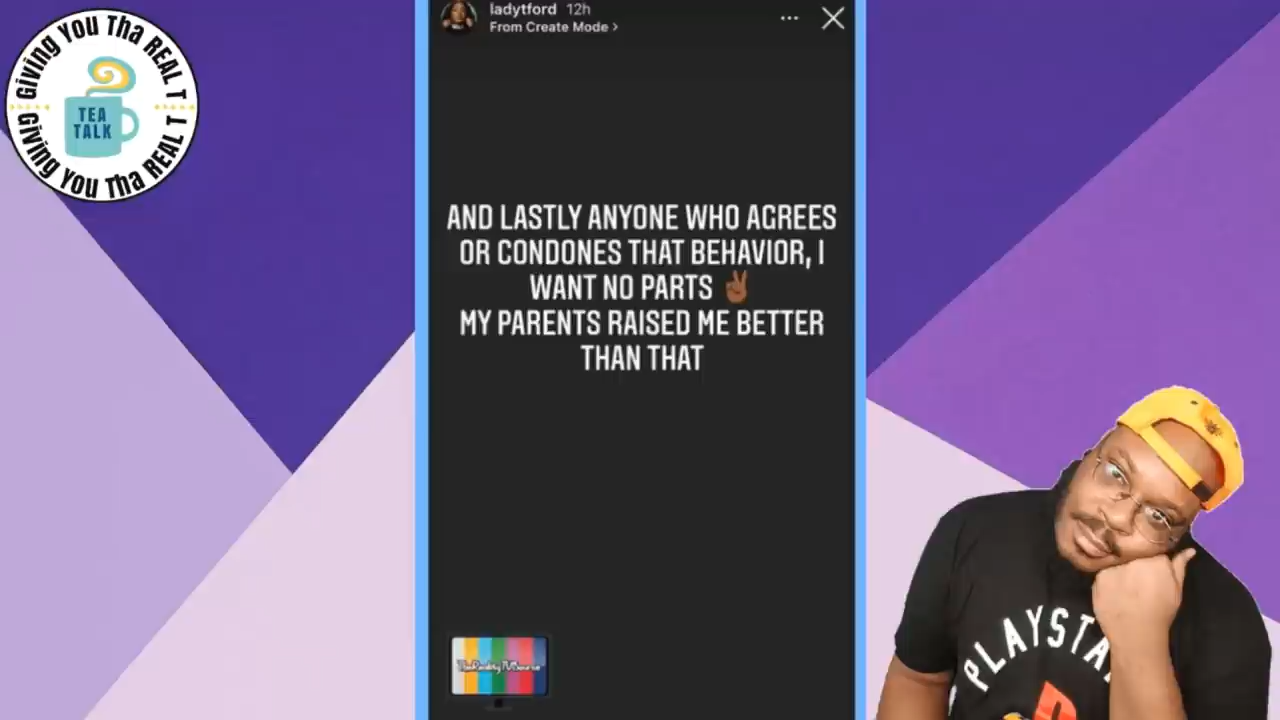 Giving You Tha REAL T
TEA
TALK
Giving You Tha REAL T
ladytford 12h
From Create Mode >
AND LASTLY ANYONE WHO AGREES
OR CONDONES THAT BEHAVIOR, I
WANT NO PARTS ✌🏾
MY PARENTS RAISED ME BETTER
THAN THAT